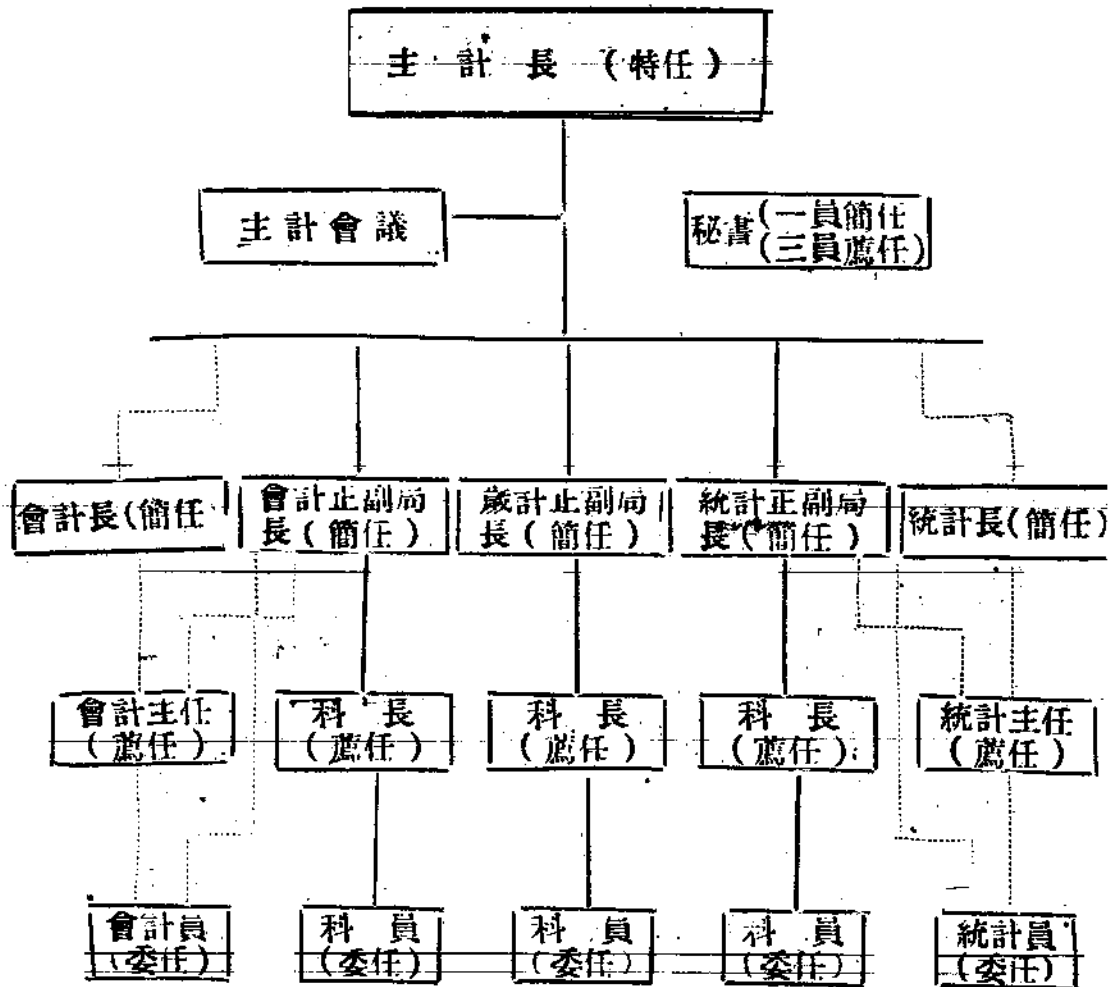 主計長（特任）
主計會議
秘書（一員簡任
（三員薦任）
會計長（簡任
會計正副局
長（簡任）
歲計正副局
長（簡任）
統計正副局
長（簡任）
統計長（簡任）
會計主任
（薦任）
科長
（薦任）
科長
（薦任）
科長
（薦任）
統計主任
（薦任）
會計員
（委任）
科員
（委任）
科員
（委任）
科員
（委任）
統計員
（委任）